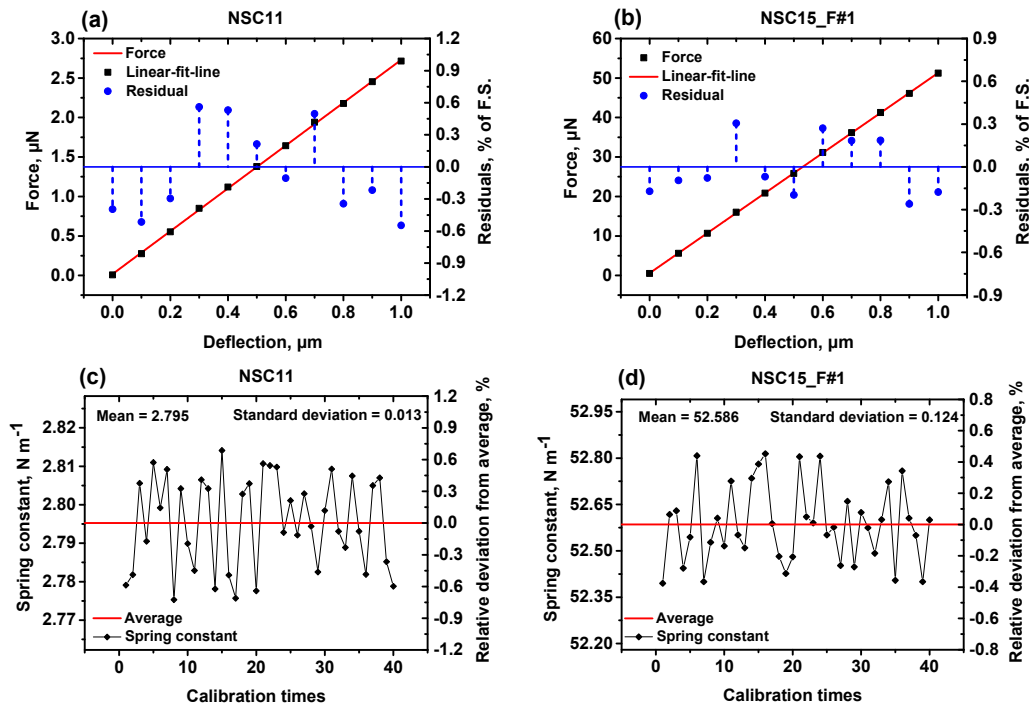 (a)
NSC11
3.0
2.5
2.0
1.5
1.0
0.5
0.0
Force, µN
Force
Linear-fit-line
Residual
1.2
0.9
0.6
0.3
0.0
-0.3
-0.6
-0.9
-1.2
Residuals, % of F.S.
0.0 0.2 0.4 0.6 0.8 1.0
Deflection, µm
(b)
NSC15_F#1
60
50
40
30
20
10
0
Force, µN
Force
Linear-fit-line
Residual
0.9
0.6
0.3
0.0
-0.3
-0.6
-0.9
Residuals, % of F.S.
0.0 0.2 0.4 0.6 0.8 1.0
Deflection, µm
(c)
NSC11
2.82
2.81
2.80
2.79
2.78
2.77
Spring constant, N m⁻¹
Mean = 2.795 Standard deviation = 0.013
Average
Spring constant
1.2
0.9
0.6
0.3
0.0
-0.3
-0.6
-0.9
-1.2
Relative deviation from average, %
0 10 20 30 40
Calibration times
(d)
NSC15_F#1
52.95
52.80
52.65
52.50
52.35
52.20
Spring constant, N m⁻¹
Mean = 52.586 Standard deviation = 0.124
Average
Spring constant
0.8
0.6
0.4
0.2
0.0
-0.2
-0.4
-0.6
-0.8
Relative deviation from average, %
0 10 20 30 40
Calibration times